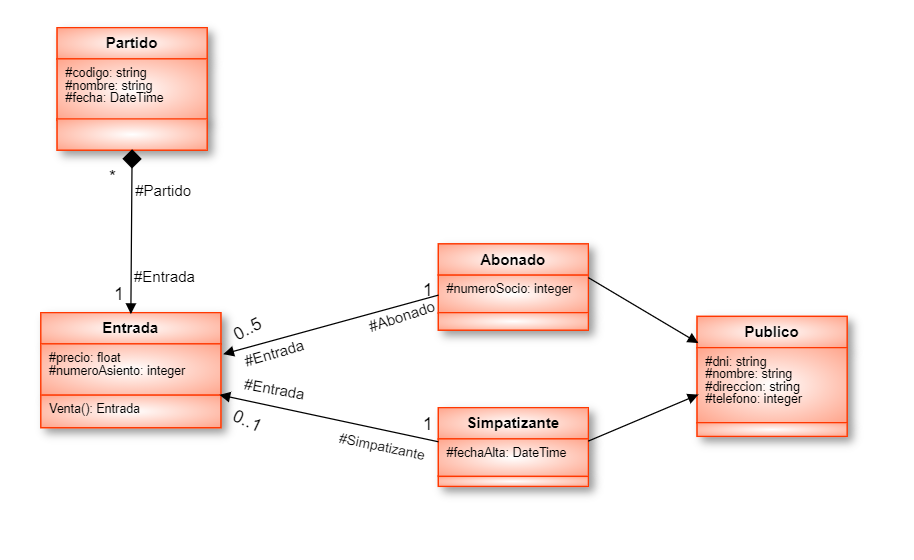 Partido
#codigo: string
#nombre: string
#fecha: DateTime
*
#Partido
#Entrada
1
Entrada
#precio: float
#numeroAsiento: integer
Venta(): Entrada
0..5
#Entrada
1
#Abonado
#Entrada
0..1
1
#Simpatizante
Abonado
#numeroSocio: integer
Simpatizante
#fechaAlta: DateTime
Publico
#dni: string
#nombre: string
#direccion: string
#telefono: integer